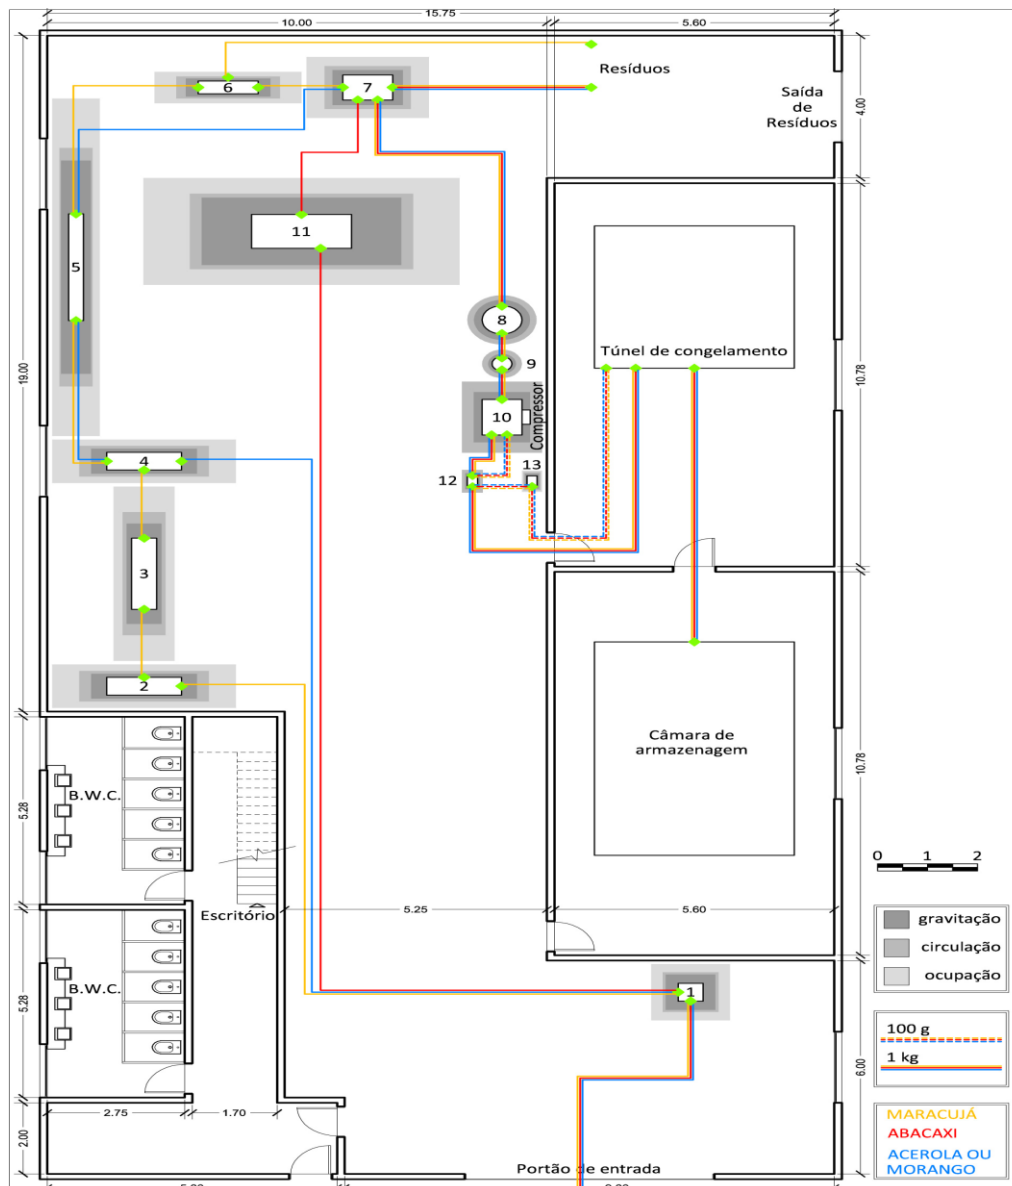 15.75
10.00
5.60
Resíduos
6
7
Saída
de
Resíduos
4.00
11
5
8
Túnel de congelamento
9
19.00
10.78
10
Compressor
4
12
13
3
2
Câmara de
armazenagem
10.78
B.W.C.
5.28
0 1 2
Escritório
5.25
5.60
gravitação
circulação
ocupação
B.W.C.
5.28
1
100 g
1 kg
6.00
2.75
1.70
MARACUJÁ
ABACAXI
ACEROLA OU
MORANGO
2.00
Portão de entrada